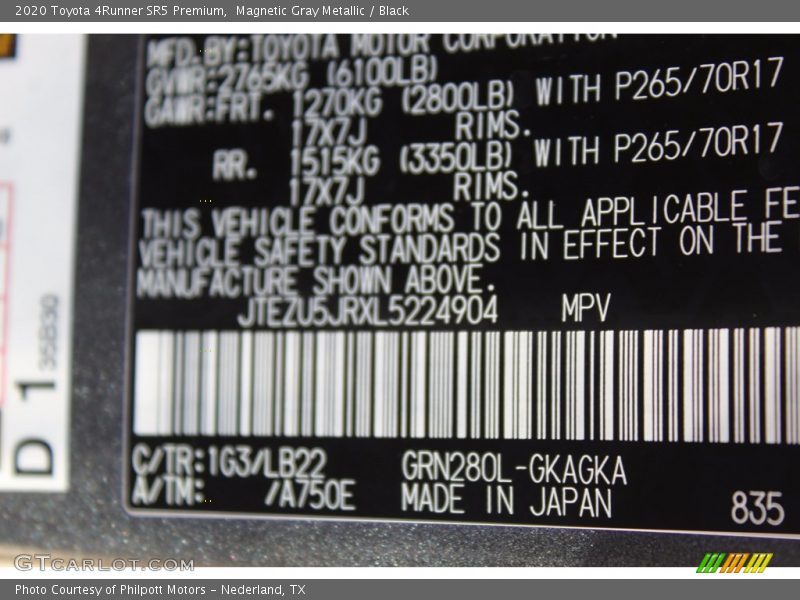 2020 Toyota 4Runner SR5 Premium, Magnetic Gray Metallic / Black
MFD. BY: TOYOTA MOTOR CORPORATION
GVWR: 2765KG (6100LB)
GAWR: FRT. 1270KG (2800LB) WITH P265/70R17
17X7J RIMS.
RR. 1515KG (3350LB) WITH P265/70R17
17X7J RIMS.
THIS VEHICLE CONFORMS TO ALL APPLICABLE FE
VEHICLE SAFETY STANDARDS IN EFFECT ON THE
MANUFACTURE SHOWN ABOVE.
JTEZU5JRXL5224904 MPV
C/TR: 1G3/LB22 GRN280L-GKAGKA
A/TM: /A750E MADE IN JAPAN
835
D 1
GTCARLOT.COM
Photo Courtesy of Philpott Motors - Nederland, TX